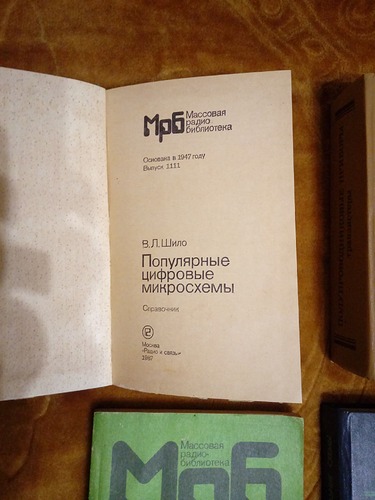 МРБ
Массовая
радио
библиотека
Основана в 1947 году
Выпуск 1111
В.Л.Шило
Популярные
цифровые
микросхемы
Справочник
Москва
«Радио и связь»
1987
МРБ
Массовая
радио-
библиотека